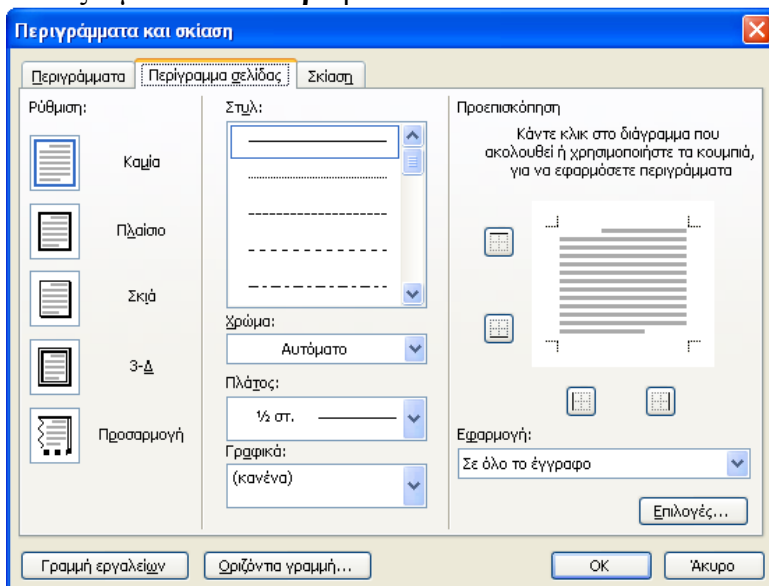 Περιγράμματα και σκίαση
Περιγράμματα Περίγραμμα σελίδας Σκίαση
Ρύθμιση:
Καμία
Πλαίσιο
Σκιά
3-Δ
Προσαρμογή
Στυλ:
Χρώμα:
Αυτόματο
Πλάτος:
½ στ.
Γραφικά:
(κανένα)
Προεπισκόπηση
Κάντε κλικ στο διάγραμμα που
ακολουθεί ή χρησιμοποιήστε τα κουμπιά,
για να εφαρμόσετε περιγράμματα
Εφαρμογή:
Σε όλο το έγγραφο
Επιλογές...
Γραμμή εργαλείων Οριζόντια γραμμή... OK Άκυρο